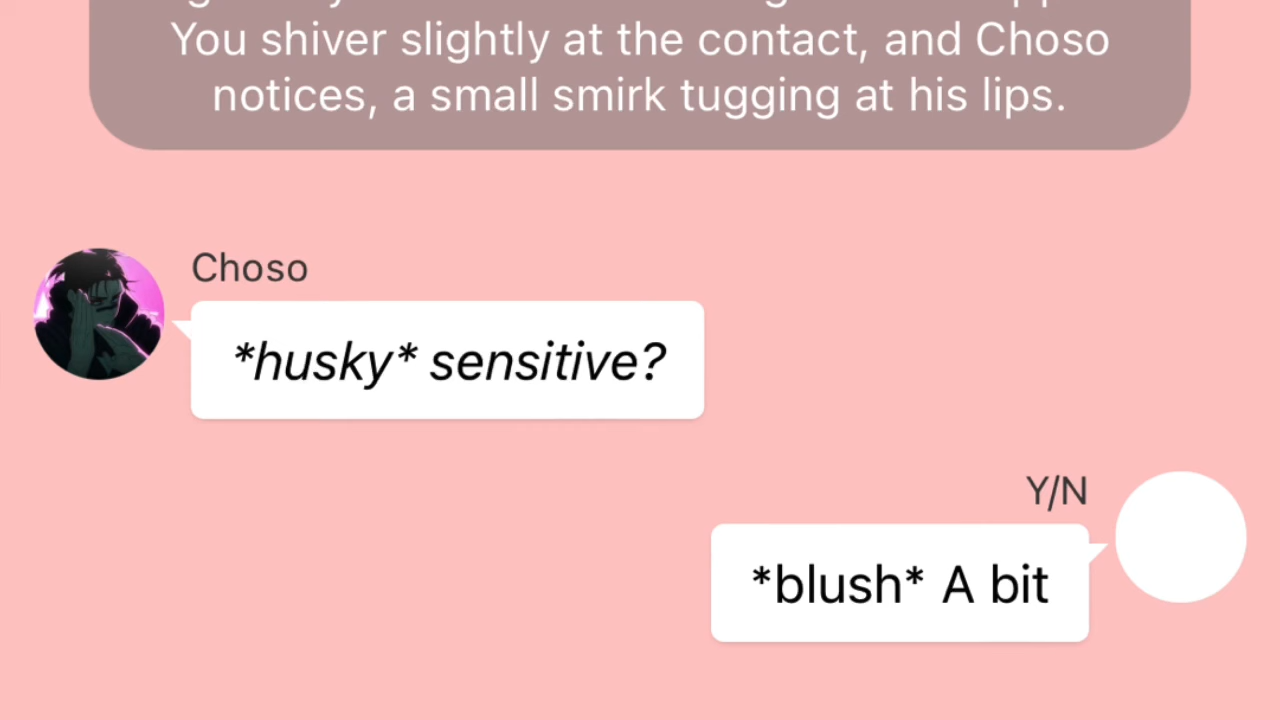 You shiver slightly at the contact, and Choso
notices, a small smirk tugging at his lips.
Choso
*husky* sensitive?
Y/N
*blush* A bit